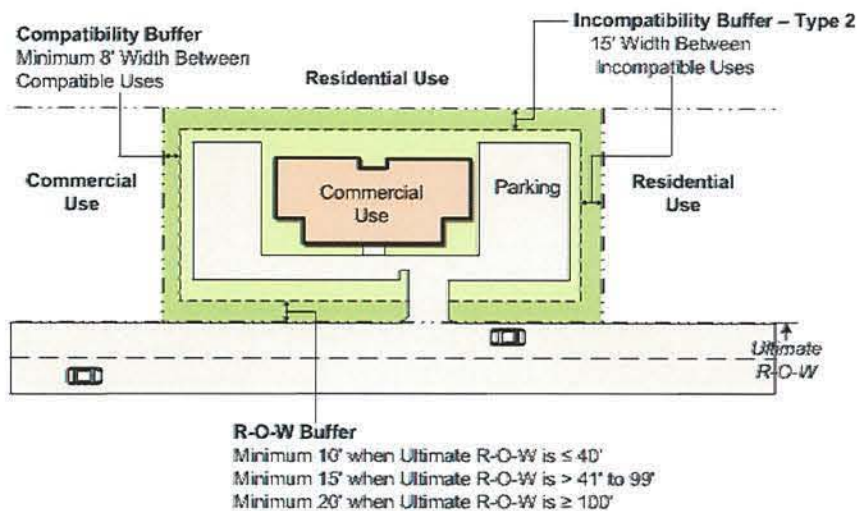 Compatibility Buffer
Minimum 8' Width Between
Compatible Uses
Incompatibility Buffer – Type 2
15' Width Between
Incompatible Uses
Residential Use
Commercial
Use
Commercial
Use
Parking
Residential
Use
Ultimate
R-O-W
R-O-W Buffer
Minimum 10' when Ultimate R-O-W is ≤ 40'
Minimum 15' when Ultimate R-O-W is > 41' to 99'
Minimum 20' when Ultimate R-O-W is ≥ 100'